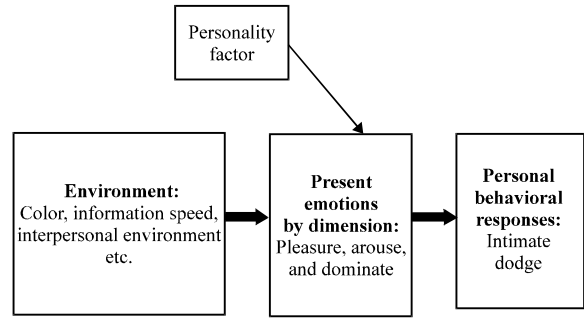 Personality
factor
Environment:
Color, information speed,
interpersonal environment
etc.
Present
emotions
by dimension:
Pleasure, arouse,
and dominate
Personal
behavioral
responses:
Intimate
dodge